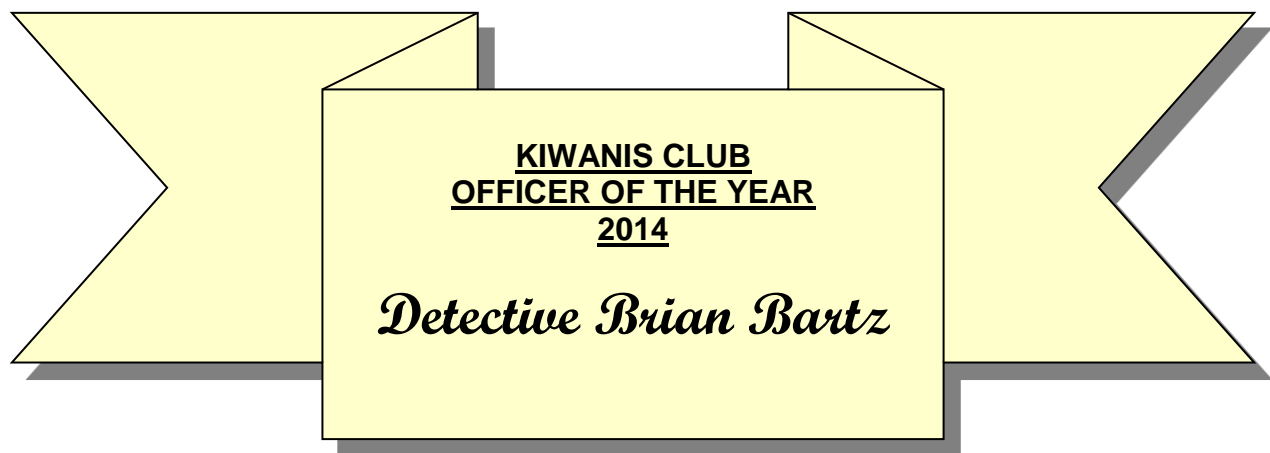 KIWANIS CLUB
OFFICER OF THE YEAR
2014
Detective Brian Bartz